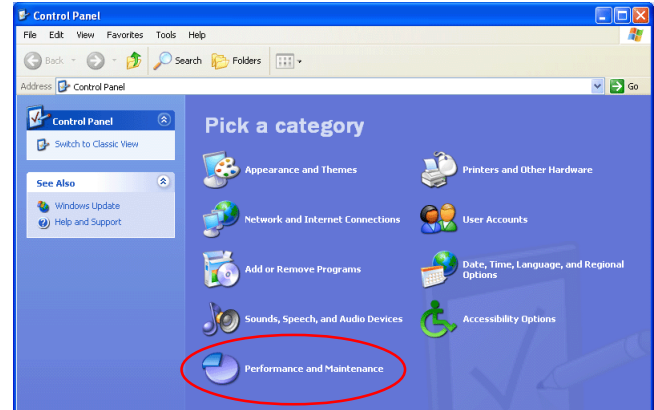 Control Panel
File Edit View Favorites Tools Help
Back Search Folders
Address Control Panel Go
Control Panel
Switch to Classic View
See Also
Windows Update
Help and Support
Pick a category
Appearance and Themes
Printers and Other Hardware
Network and Internet Connections
User Accounts
Add or Remove Programs
Date, Time, Language, and Regional
Options
Sounds, Speech, and Audio Devices
Accessibility Options
Performance and Maintenance